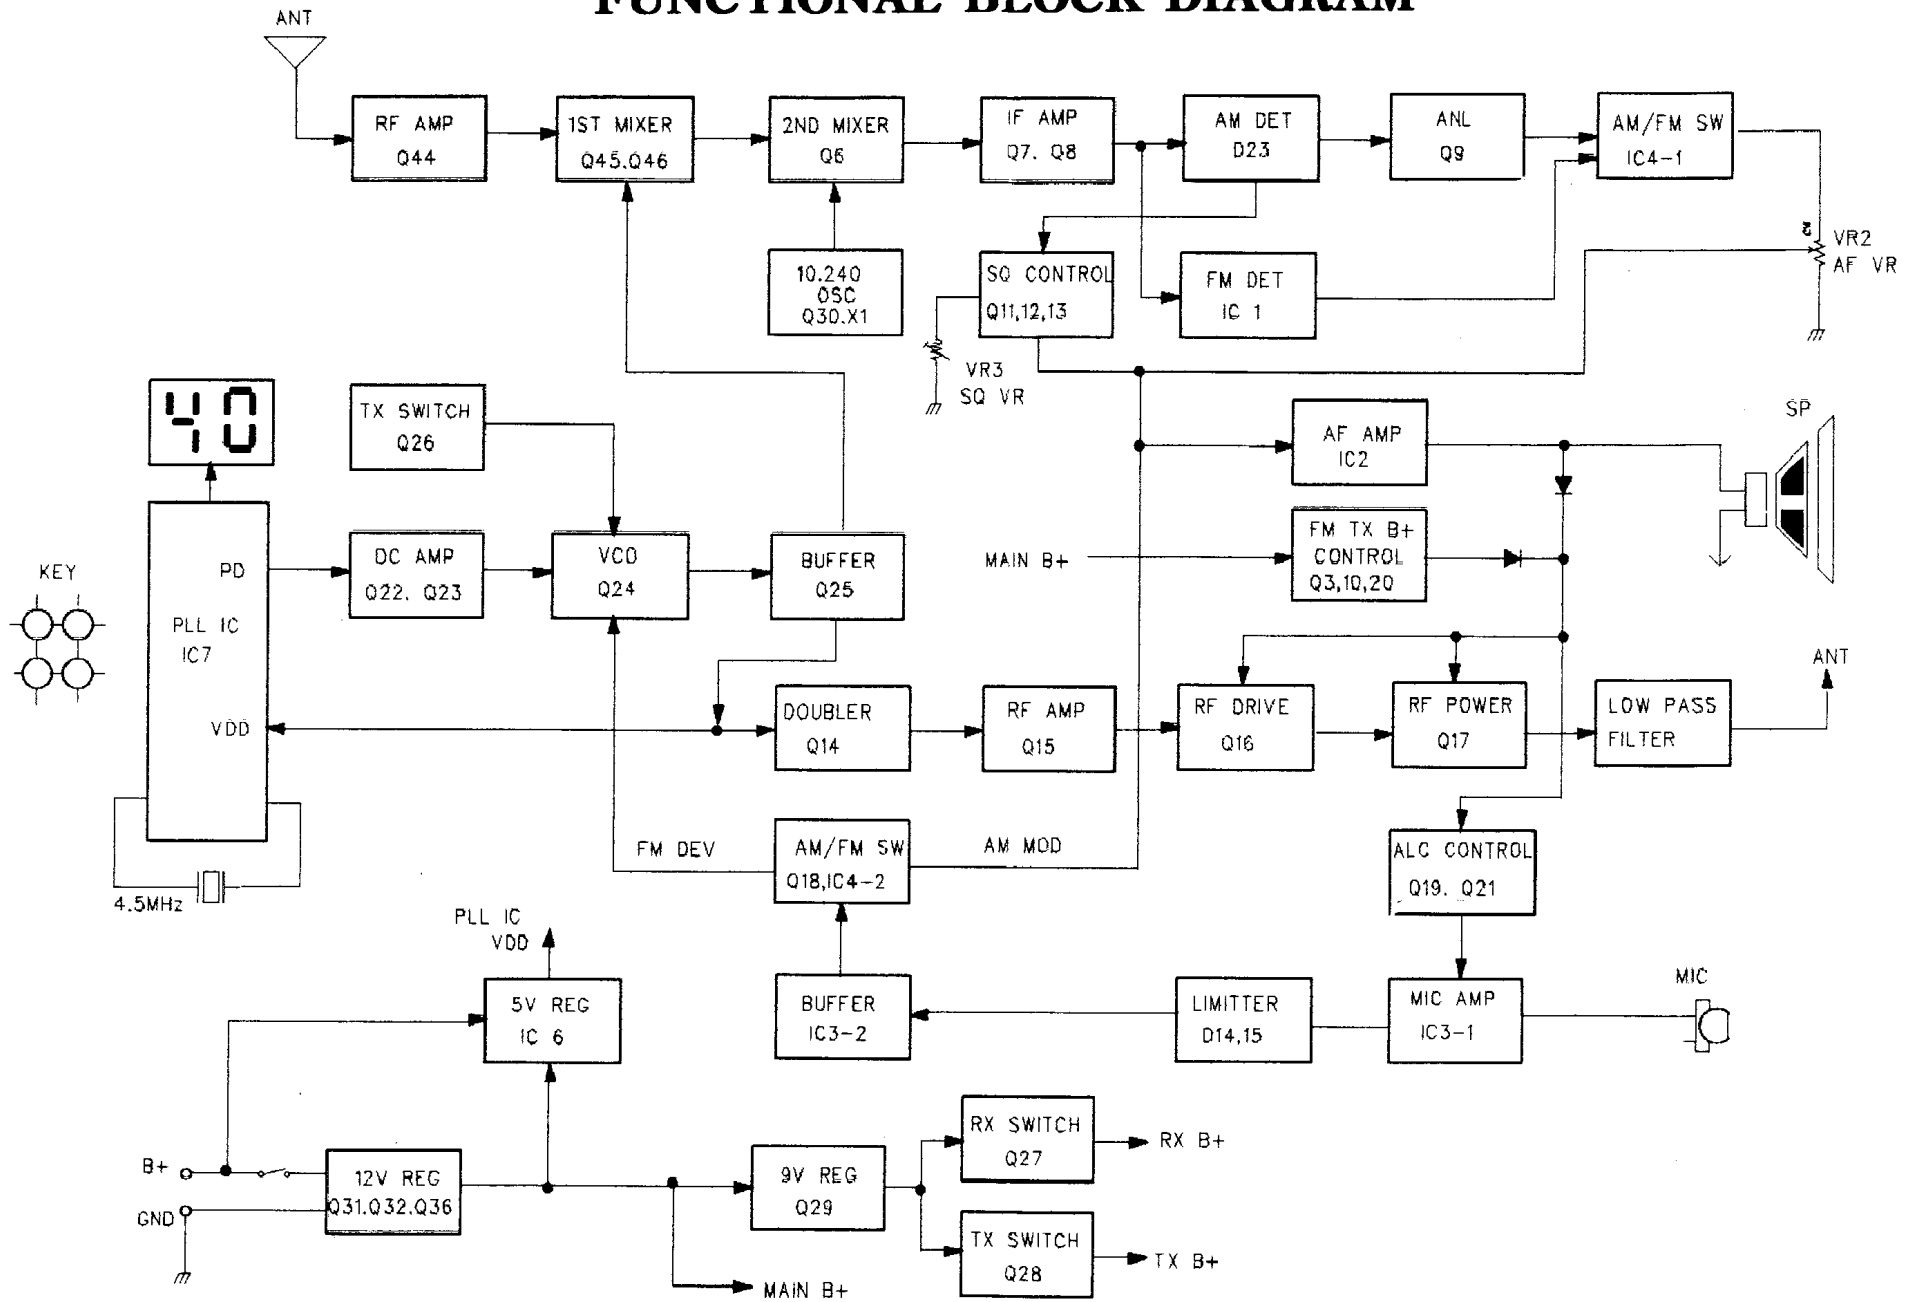 FUNCTIONAL BLOCK DIAGRAM
ANT
RF AMP
Q44
1ST MIXER
Q45.Q46
2ND MIXER
Q6
IF AMP
Q7. Q8
AM DET
D23
ANL
Q9
AM/FM SW
IC4-1
10.240
OSC
Q30.X1
SQ CONTROL
Q11,12,13
FM DET
IC 1
VR2
AF VR
VR3
SQ VR
40
TX SWITCH
Q26
AF AMP
IC2
SP
KEY
PD
PLL IC
IC7
VDD
DC AMP
Q22. Q23
VCO
Q24
BUFFER
Q25
MAIN B+
FM TX B+
CONTROL
Q3,10,20
DOUBLER
Q14
RF AMP
Q15
RF DRIVE
Q16
RF POWER
Q17
LOW PASS
FILTER
ANT
4.5MHz
FM DEV
AM/FM SW
Q18,IC4-2
AM MOD
ALC CONTROL
Q19. Q21
PLL IC
VDD
5V REG
IC 6
BUFFER
IC3-2
LIMITTER
D14,15
MIC AMP
IC3-1
MIC
B+
GND
12V REG
Q31.Q32.Q36
9V REG
Q29
RX SWITCH
Q27
RX B+
TX SWITCH
Q28
TX B+
MAIN B+